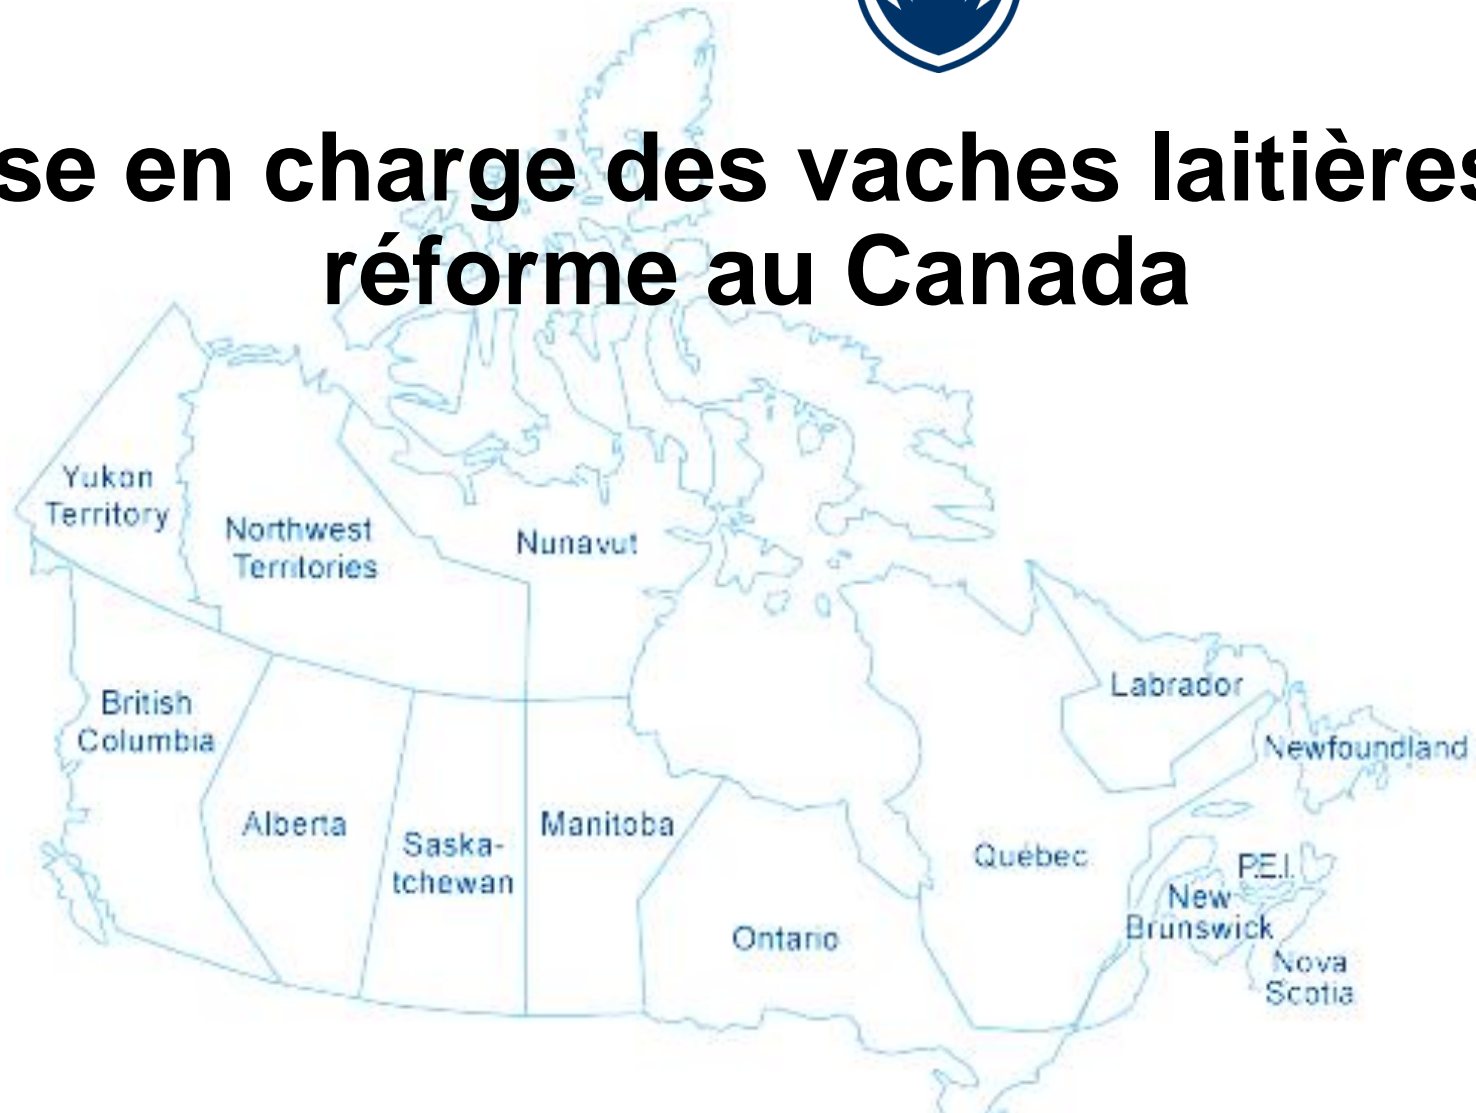 se en charge des vaches laitières
réforme au Canada
Yukon
Territory
Northwest
Territories
Nunavut
British
Columbia
Alberta
Saska-
tchewan
Manitoba
Ontario
Québec
Labrador
Newfoundland
P.E.I.
New
Brunswick
Nova
Scotia